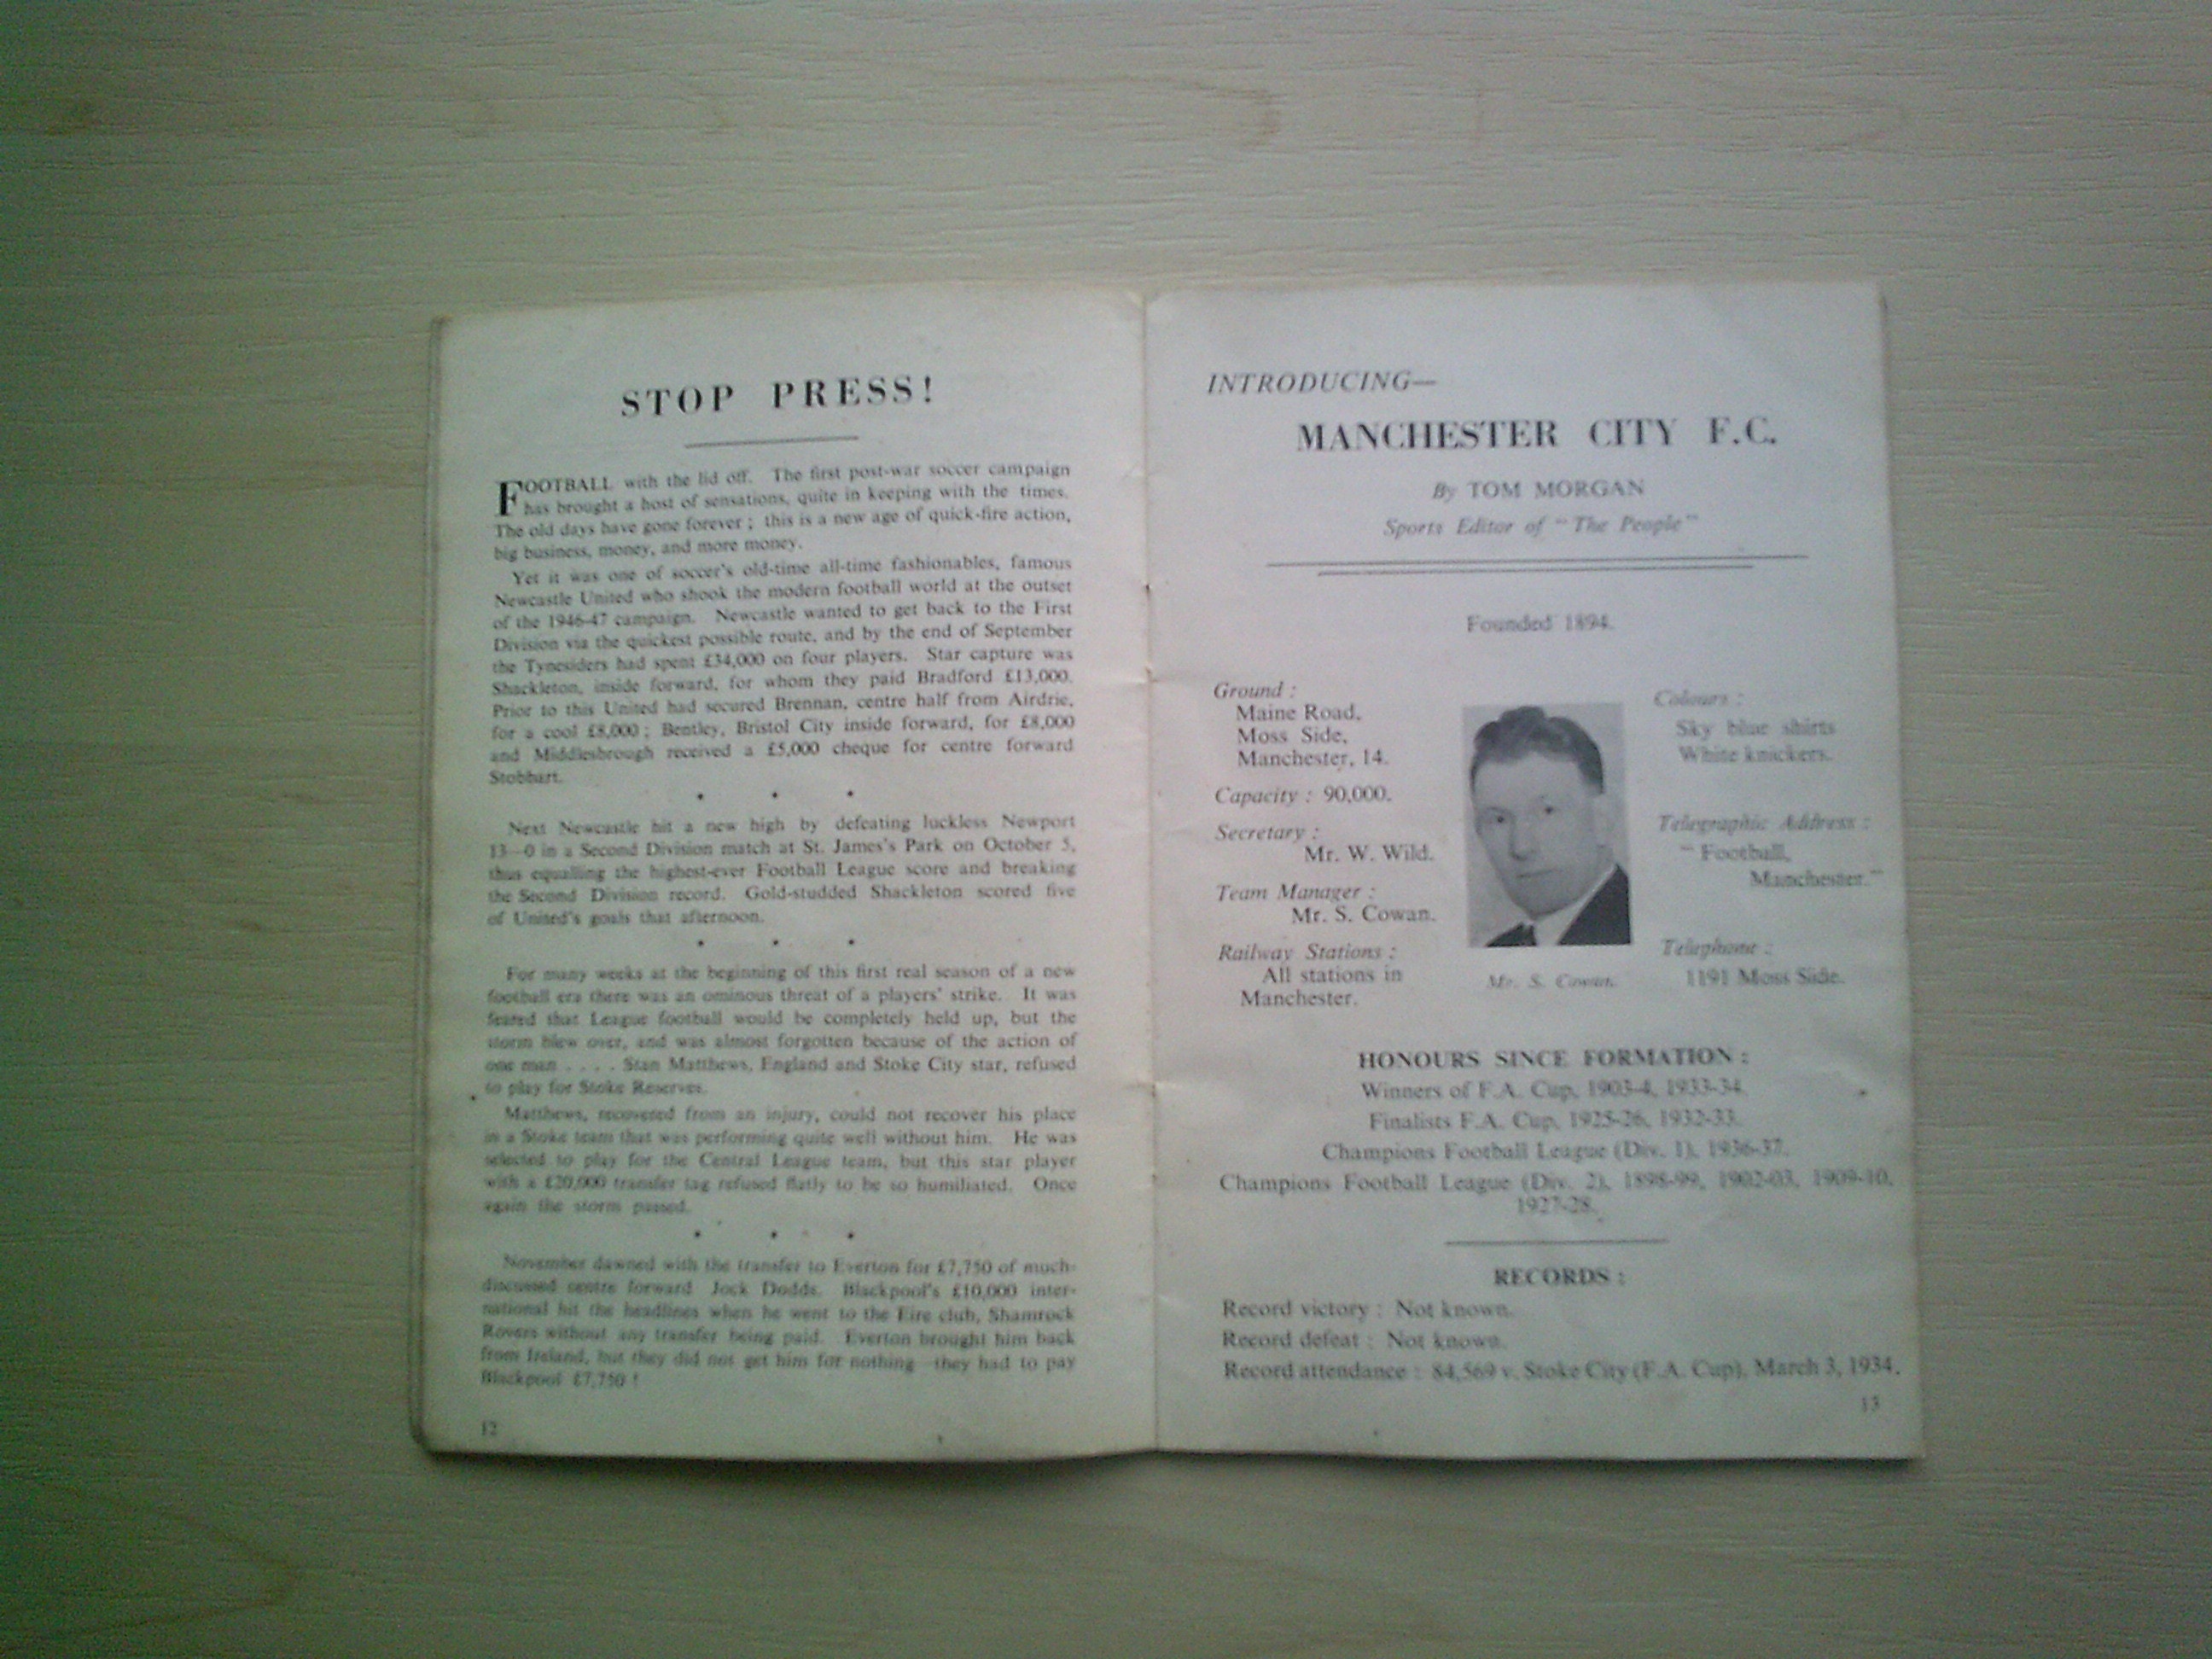 STOP PRESS!
FOOTBALL with the lid off. The first post-war soccer campaign
has brought a host of sensations, quite in keeping with the times.
The old days have gone forever; this is a new age of quick-fire action,
big business, money, and more money.
Yet it was one of soccer's old-time all-time fashionables, famous
Newcastle United who shook the modern football world at the outset
of the 1946-47 campaign. Newcastle wanted to get back to the First
Division via the quickest possible route, and by the end of September
the Tynesiders had spent £34,000 on four players. Star capture was
Shackleton, inside forward, for whom they paid Bradford £13,000.
Prior to this United had secured Brennan, centre half from Airdrie,
for a cool £8,000; Bentley, Bristol City inside forward, for £8,000
and Middlesbrough received a £5,000 cheque for centre forward
Stobbart.
Next Newcastle hit a new high by defeating luckless Newport
13—0 in a Second Division match at St. James's Park on October 5,
thus equalling the highest-ever Football League score and breaking
the Second Division record. Gold-studded Shackleton scored five
of United's goals that afternoon.
For many weeks at the beginning of this first real season of a new
football era there was an ominous threat of a players' strike. It was
feared that League football would be completely held up, but the
storm blew over, and was almost forgotten because of the action of
one man . . . . Stan Matthews, England and Stoke City star, refused
to play for Stoke Reserves.
Matthews, recovered from an injury, could not recover his place
in a Stoke team that was performing quite well without him. He was
selected to play for the Central League team, but this star player
with a £20,000 transfer tag refused flatly to be so humiliated. Once
again the storm passed.
November dawned with the transfer to Everton for £7,750 of much-
discussed centre forward Jock Dodds. Blackpool's £10,000 inter-
national hit the headlines when he went to the Eire club, Shamrock
Rovers without any transfer being paid. Everton brought him back
from Ireland, but they did not get him for nothing—they had to pay
Blackpool £7,750!
12
INTRODUCING—
MANCHESTER CITY F.C.
By TOM MORGAN
Sports Editor of "The People"
Founded 1894.
Ground:
Maine Road,
Moss Side,
Manchester, 14.
Capacity: 90,000.
Secretary:
Mr. W. Wild.
Team Manager:
Mr. S. Cowan.
Railway Stations:
All stations in
Manchester.
Mr. S. Cowan.
Colours:
Sky blue shirts
White knickers.
Telegraphic Address:
"Football,
Manchester."
Telephone:
1191 Moss Side.
HONOURS SINCE FORMATION:
Winners of F.A. Cup, 1903-4, 1933-34.
Finalists F.A. Cup, 1925-26, 1932-33.
Champions Football League (Div. 1), 1936-37.
Champions Football League (Div. 2), 1898-99, 1902-03, 1909-10,
1927-28.
RECORDS:
Record victory: Not known.
Record defeat: Not known.
Record attendance: 84,569 v. Stoke City (F.A. Cup), March 3, 1934.
13